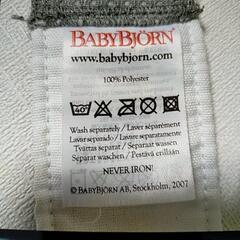 BABYBJÖRN
www.babybjorn.com
100% Polyester
40°
Wash separately / Laver séparément
Lavar separado / Lavare separatamente
Tvättas separat / Separaat wassen
Separat waschen / Pestävä erillään
NEVER IRON!
© BABYBJÖRN AB, Stockholm, 2007